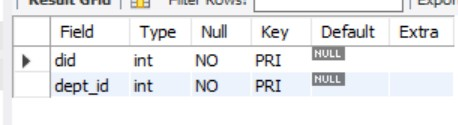 Result Grid Filter Rows: Export
Field Type Null Key Default Extra
did int NO PRI NULL
dept_id int NO PRI NULL